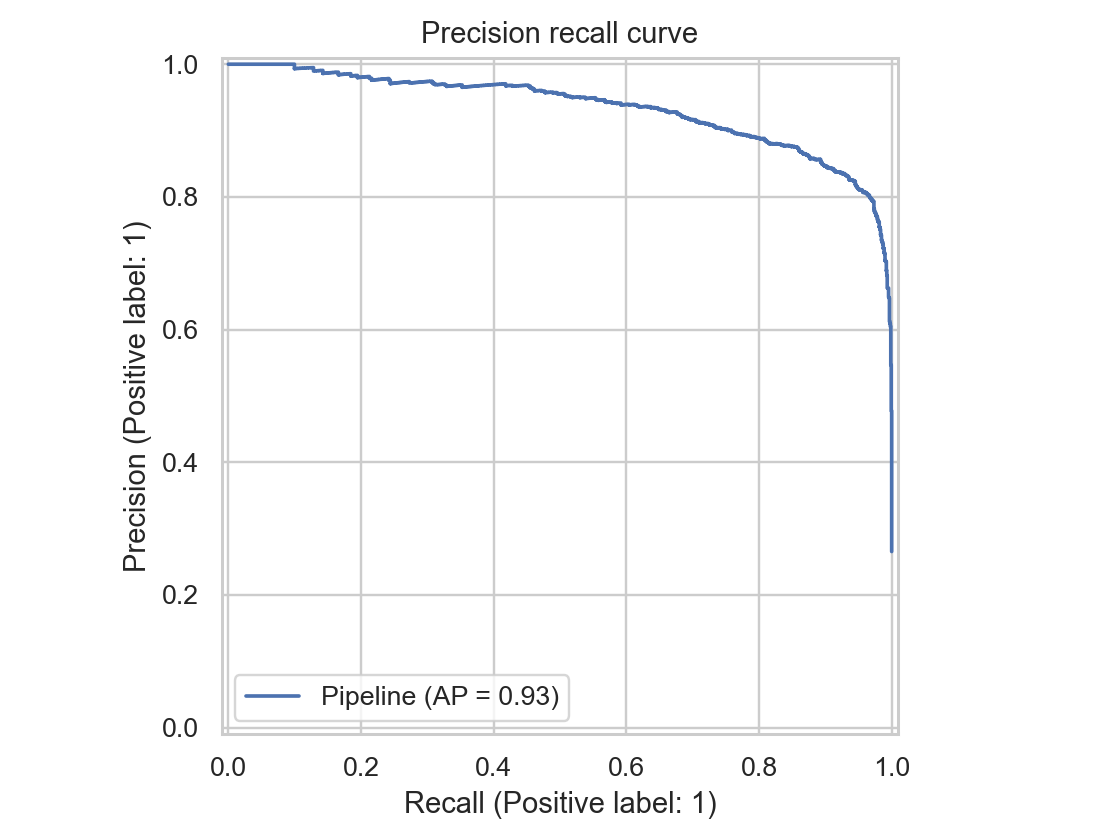 Precision recall curve
1.0
0.8
0.6
0.4
0.2
0.0
Precision (Positive label: 1)
Pipeline (AP = 0.93)
0.0 0.2 0.4 0.6 0.8 1.0
Recall (Positive label: 1)